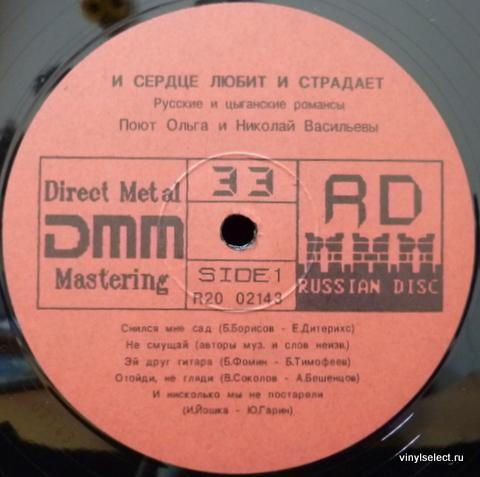 И СЕРДЦЕ ЛЮБИТ И СТРАДАЕТ
Русские и цыганские романсы
Поют Ольга и Николай Васильевы
Direct Metal
DMM
Mastering
33
SIDE 1
R20 02143
RD
RUSSIAN DISC
Снился мне сад (Б.Борисов - Е.Дитерихс)
Не смущай (авторы муз. и слов неизв.)
Эй друг гитара (Б.Фомин - Б.Тимофеев)
Отойди, не гляди (В.Соколов - А.Бешенцов)
И нисколько мы не постарели
(И.Йошка - Ю.Гарин)
vinylselect.ru